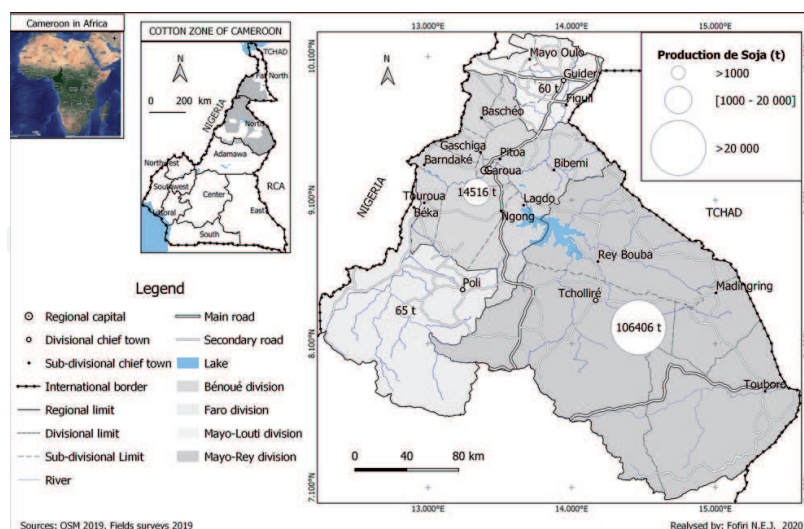 Cameroon in Africa
COTTON ZONE OF CAMEROON
N
TCHAD
Far North
0 200 km
NIGERIA
North
Adamawa
Northwest
Southwest
Center
RCA
Littoral
East
South
Legend
Regional capital
Divisional chief town
Sub-divisional chief town
International border
Regional limit
Divisional limit
Sub-divisional Limit
River
Main road
Secondary road
Lake
Bénoué division
Faro division
Mayo-Louti division
Mayo-Rey division
13.000°E 14.000°E 15.000°E
10.100°N
9.100°N
8.100°N
7.100°N
N
Mayo Oulo
Guider
60 t
Figuil
Baschéo
Gaschiga
Pitoa
Barndaké
Garoua
Bibemi
14516 t
Touroua
Lagdo
Béka
Ngong
NIGERIA
TCHAD
Rey Bouba
Poli
Tcholliré
Madingring
65 t
106406 t
Touboro
Production de Soja (t)
>1000
[1000 - 20 000]
>20 000
0 40 80 km
13.000°E 14.000°E 15.000°E
Sources: OSM 2019, Fields surveys 2019
Realysed by: Fofiri N.E.J, 2020